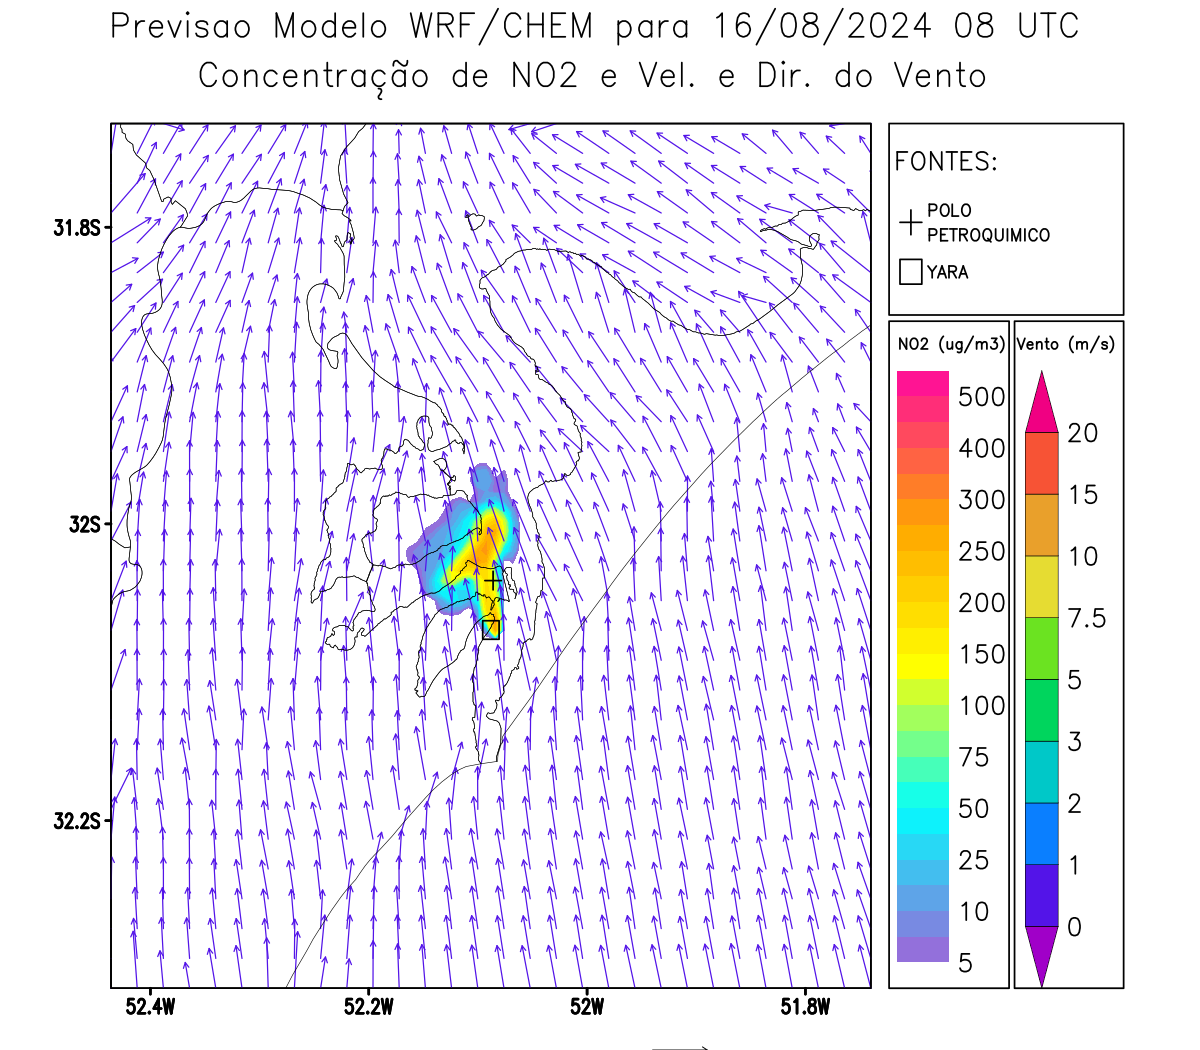 Previsao Modelo WRF/CHEM para 16/08/2024 08 UTC
Concentração de NO2 e Vel. e Dir. do Vento
FONTES:
POLO
PETROQUIMICO
YARA
31.8S
32S
32.2S
52.4W
52.2W
52W
51.8W
NO2 (ug/m3)
500
400
300
250
200
150
100
75
50
25
10
5
Vento (m/s)
20
15
10
7.5
5
3
2
1
0